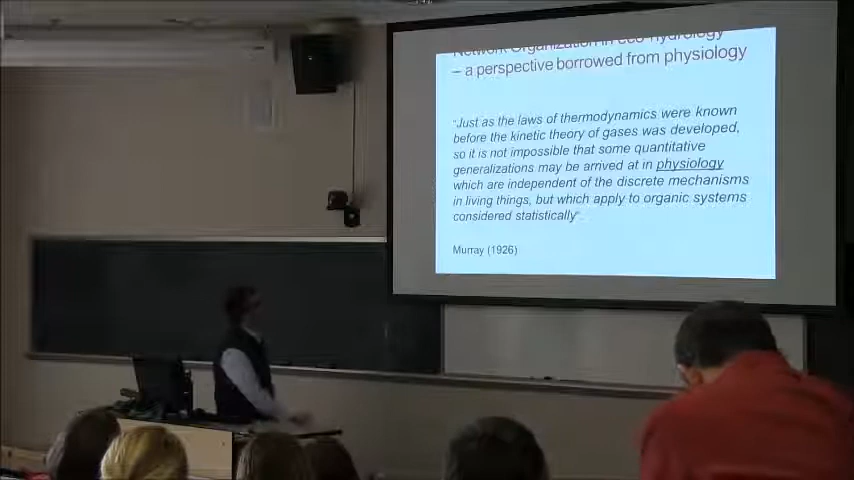 Network Organization in eco-hydrology
– a perspective borrowed from physiology
"Just as the laws of thermodynamics were known
before the kinetic theory of gases was developed,
so it is not impossible that some quantitative
generalizations may be arrived at in physiology
which are independent of the discrete mechanisms
in living things, but which apply to organic systems
considered statistically".
Murray (1926)